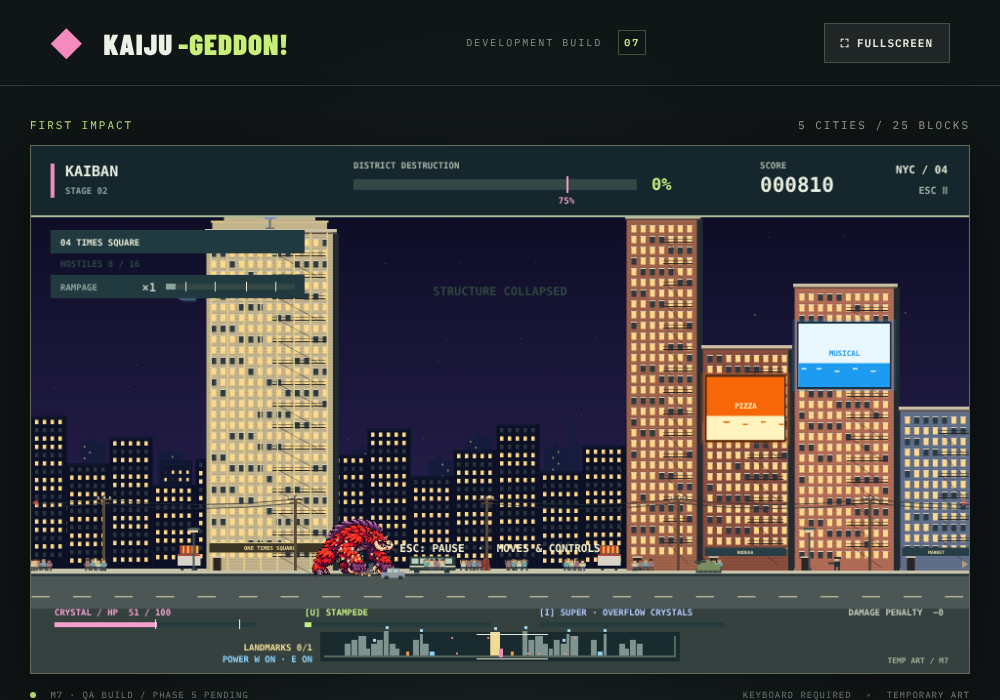 KAIJU-GEDDON!
DEVELOPMENT BUILD 07
FULLSCREEN
FIRST IMPACT
5 CITIES / 25 BLOCKS
KAIBAN
STAGE 02
DISTRICT DESTRUCTION
0%
75%
SCORE
000810
NYC / 04
ESC II
04 TIMES SQUARE
HOSTILES 8 / 16
RAMPAGE ×1
STRUCTURE COLLAPSED
MUSICAL
PIZZA
ONE TIMES SQUARE
ESC: PAUSE · MOVES & CONTROLS
BODEGA
MARKET
CRYSTAL / HP 51 / 100
[U] STAMPEDE
[I] SUPER · OVERFLOW CRYSTALS
DAMAGE PENALTY -0
LANDMARKS 0/1
POWER W ON · E ON
TEMP ART / M7
M7 · QA BUILD / PHASE 5 PENDING
KEYBOARD REQUIRED • TEMPORARY ART